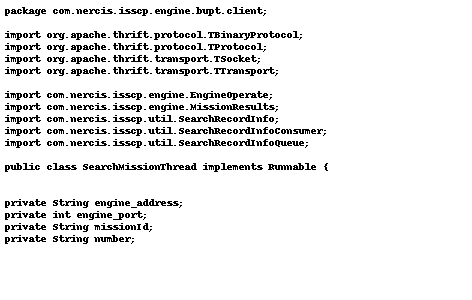 package com.nercis.isscp.engine.bupt.client;
import org.apache.thrift.protocol.TBinaryProtocol;
import org.apache.thrift.protocol.TProtocol;
import org.apache.thrift.transport.TSocket;
import org.apache.thrift.transport.TTransport;
import com.nercis.isscp.engine.EngineOperate;
import com.nercis.isscp.engine.MissionResults;
import com.nercis.isscp.util.SearchRecordInfo;
import com.nercis.isscp.util.SearchRecordInfoConsumer;
import com.nercis.isscp.util.SearchRecordInfoQueue;
public class SearchMissionThread implements Runnable {
private String engine_address;
private int engine_port;
private String missionId;
private String number;